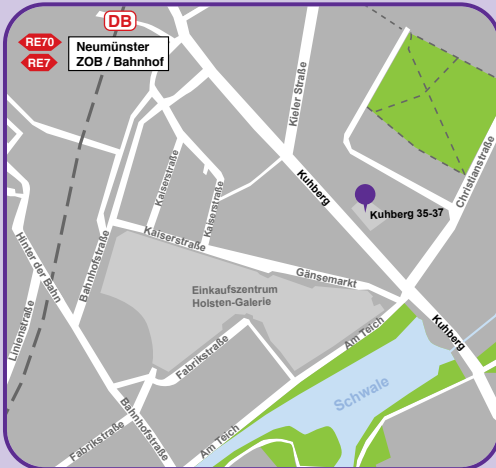 DB
RE70
RE7
Neumünster
ZOB / Bahnhof
Kieler Straße
Kuhberg
Christianstraße
Kaiserstraße
Kaiserstraße
Kuhberg 35-37
Kaiserstraße
Gänsemarkt
Hinter der Bahn
Bahnhofstraße
Einkaufszentrum
Holsten-Galerie
Linienstraße
Am Teich
Kuhberg
Fabrikstraße
Schwale
Bahnhofstraße
Fabrikstraße
Am Teich